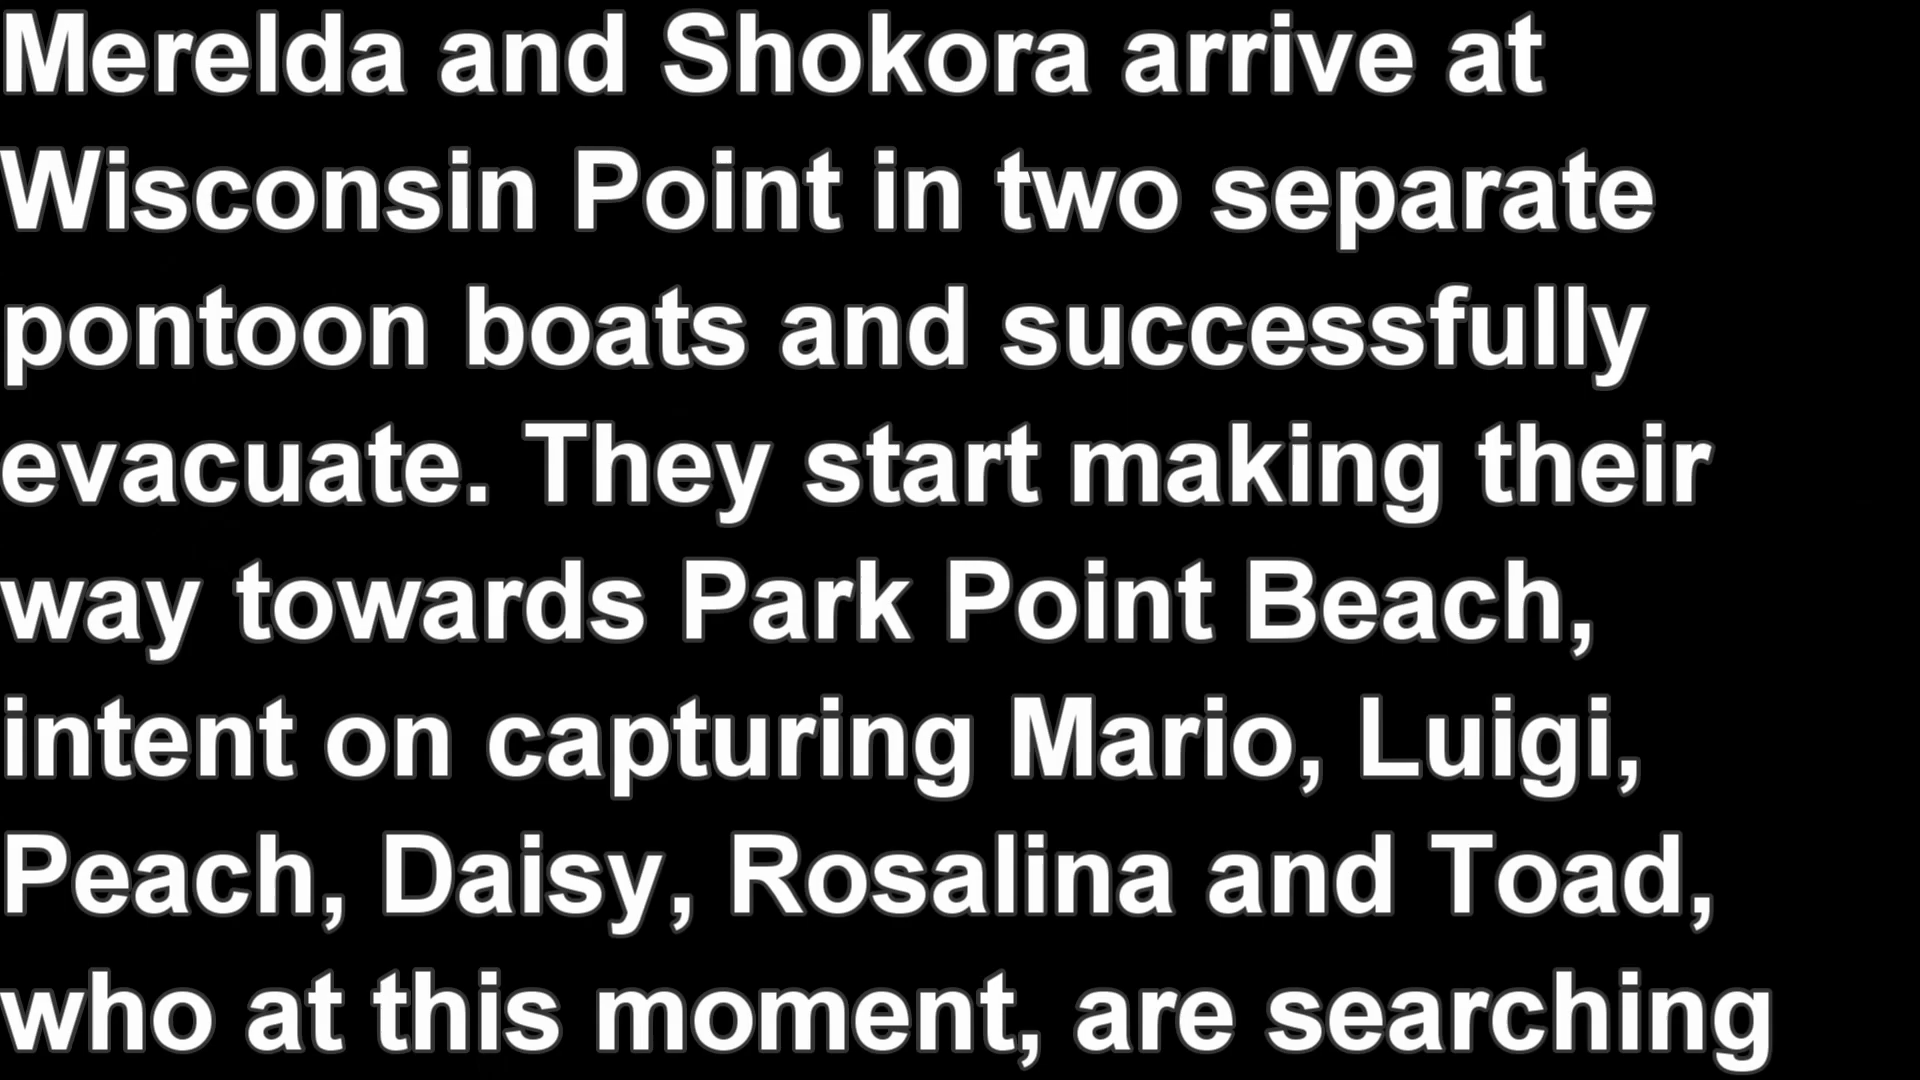 Merelda and Shokora arrive at
Wisconsin Point in two separate
pontoon boats and successfully
evacuate. They start making their
way towards Park Point Beach,
intent on capturing Mario, Luigi,
Peach, Daisy, Rosalina and Toad,
who at this moment, are searching